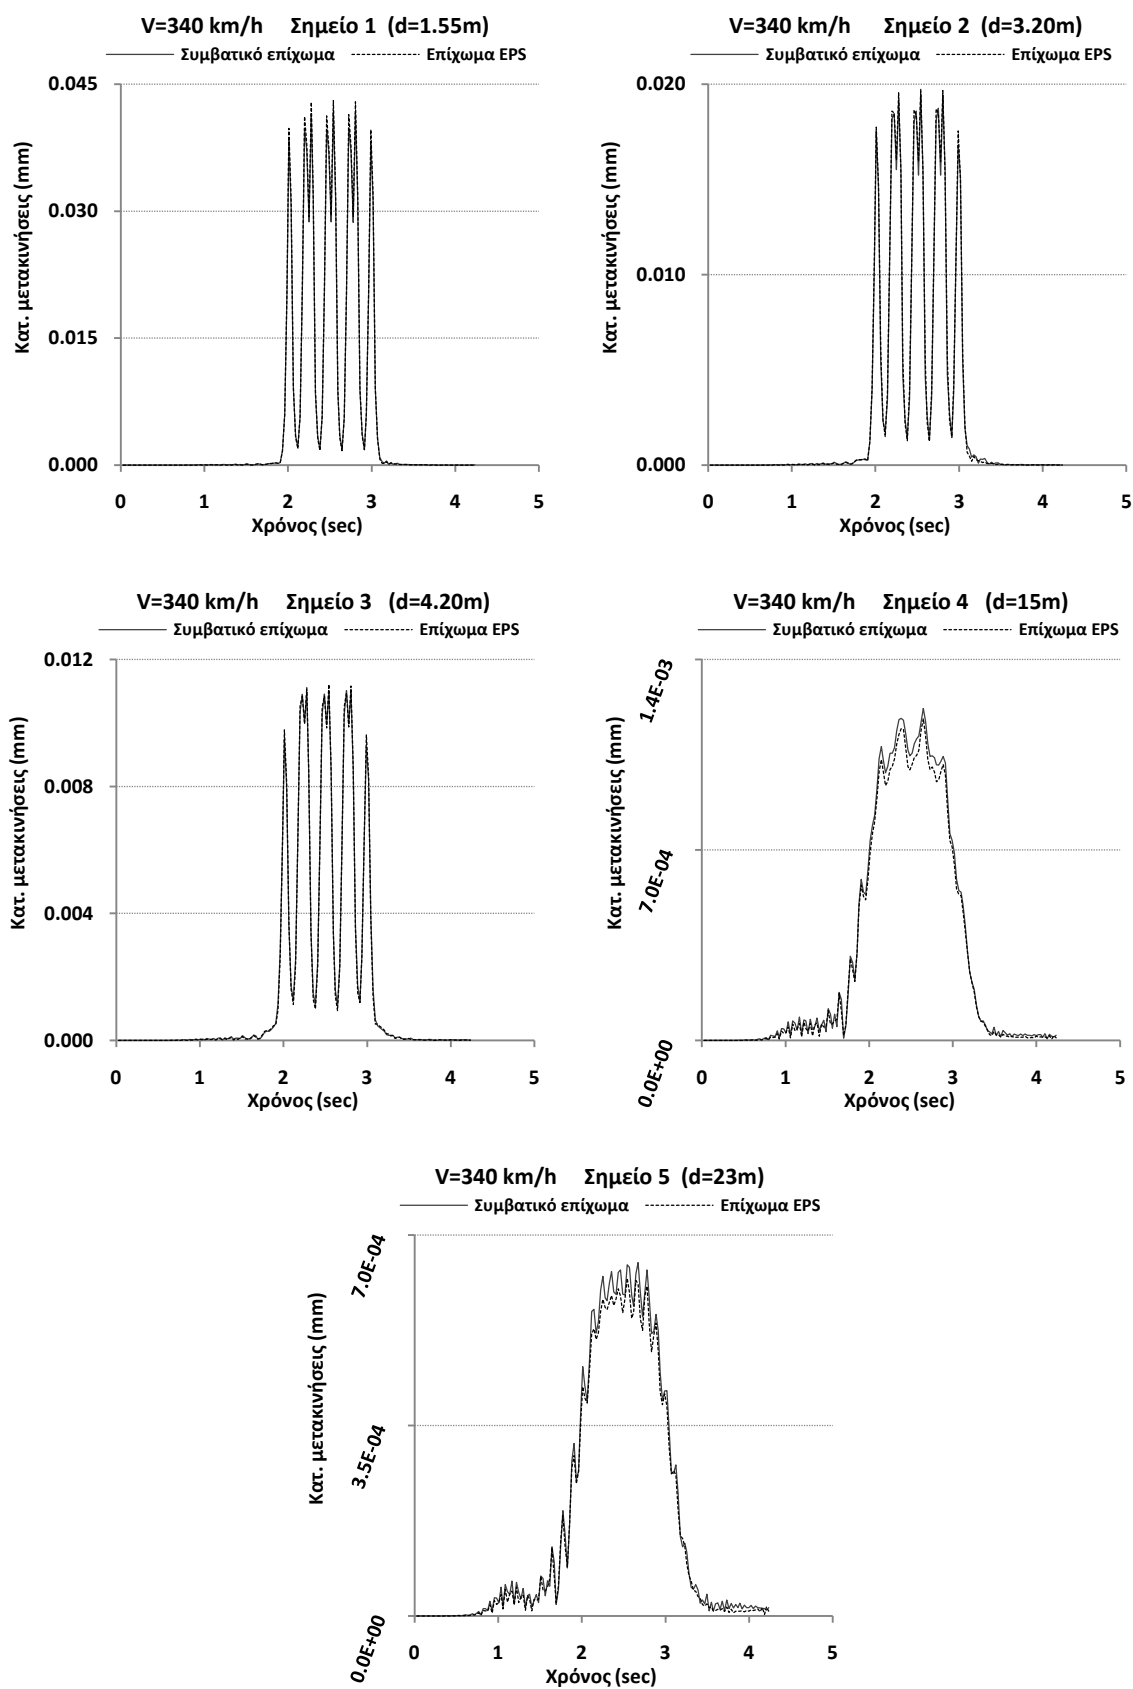 V=340 km/h Σημείο 1 (d=1.55m)
Συμβατικό επίχωμα Επίχωμα EPS
0.045
0.030
0.015
0.000
Κατ. μετακινήσεις (mm)
0 1 2 3 4 5
Χρόνος (sec)
V=340 km/h Σημείο 2 (d=3.20m)
Συμβατικό επίχωμα Επίχωμα EPS
0.020
0.010
0.000
Κατ. μετακινήσεις (mm)
0 1 2 3 4 5
Χρόνος (sec)
V=340 km/h Σημείο 3 (d=4.20m)
Συμβατικό επίχωμα Επίχωμα EPS
0.012
0.008
0.004
0.000
Κατ. μετακινήσεις (mm)
0 1 2 3 4 5
Χρόνος (sec)
V=340 km/h Σημείο 4 (d=15m)
Συμβατικό επίχωμα Επίχωμα EPS
1.4E-03
7.0E-04
0.0E+00
Κατ. μετακινήσεις (mm)
0 1 2 3 4 5
Χρόνος (sec)
V=340 km/h Σημείο 5 (d=23m)
Συμβατικό επίχωμα Επίχωμα EPS
7.0E-04
3.5E-04
0.0E+00
Κατ. μετακινήσεις (mm)
0 1 2 3 4 5
Χρόνος (sec)